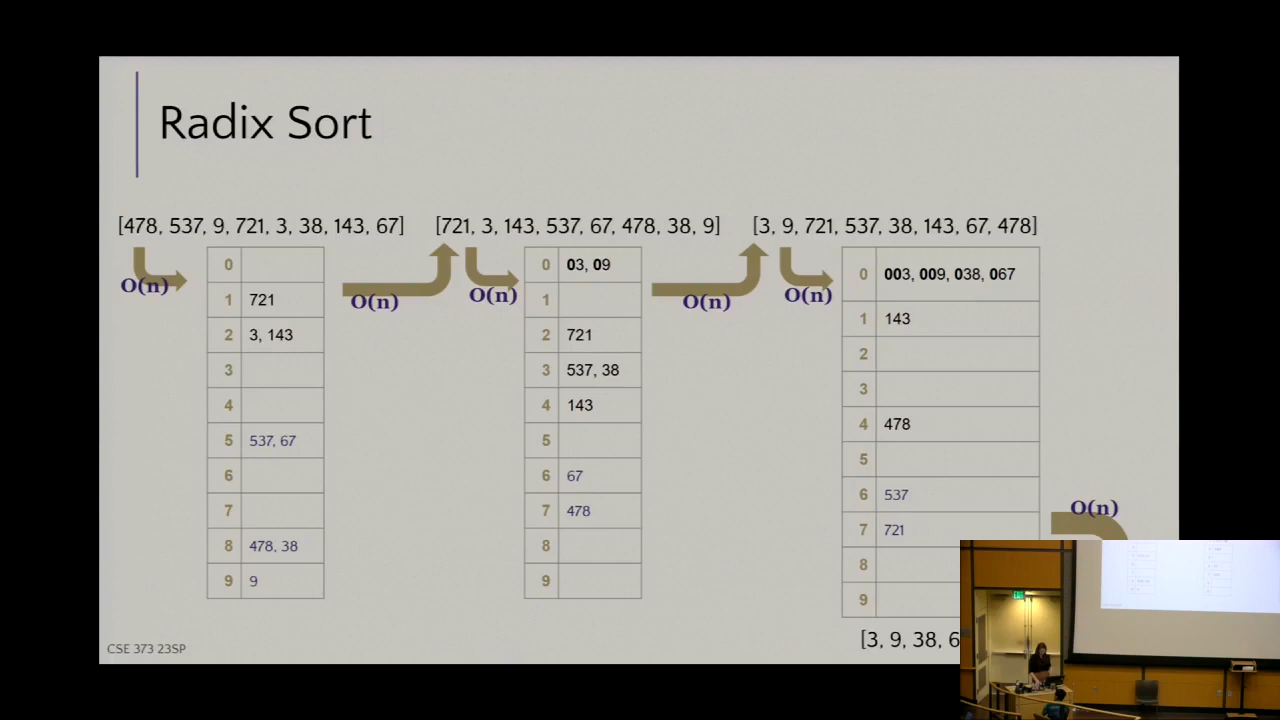 Radix Sort
[478, 537, 9, 721, 3, 38, 143, 67]
O(n)
0
1 721
2 3, 143
3
4
5 537, 67
6
7
8 478, 38
9 9
O(n)
[721, 3, 143, 537, 67, 478, 38, 9]
O(n)
0 03, 09
1
2 721
3 537, 38
4 143
5
6 67
7 478
8
9
O(n)
[3, 9, 721, 537, 38, 143, 67, 478]
O(n)
0 003, 009, 038, 067
1 143
2
3
4 478
5
6 537
7 721
8
9
O(n)
[3, 9, 38, 6
CSE 373 23SP